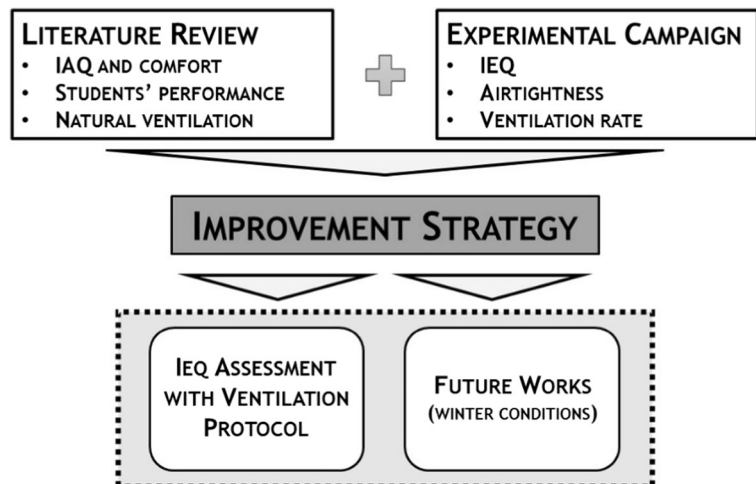 LITERATURE REVIEW
• IAQ AND COMFORT
• STUDENTS' PERFORMANCE
• NATURAL VENTILATION
EXPERIMENTAL CAMPAIGN
• IEQ
• AIRTIGHTNESS
• VENTILATION RATE
IMPROVEMENT STRATEGY
IEQ ASSESSMENT
WITH VENTILATION
PROTOCOL
FUTURE WORKS
(WINTER CONDITIONS)